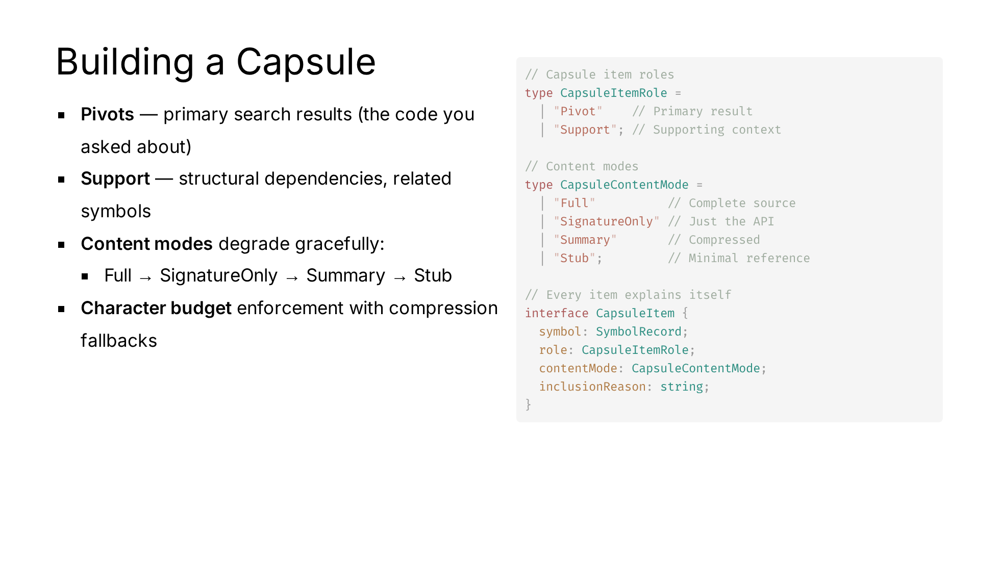 Building a Capsule
▪ Pivots — primary search results (the code you
asked about)
▪ Support — structural dependencies, related
symbols
▪ Content modes degrade gracefully:
▪ Full → SignatureOnly → Summary → Stub
▪ Character budget enforcement with compression
fallbacks
// Capsule item roles
type CapsuleItemRole =
  | "Pivot"    // Primary result
  | "Support"; // Supporting context

// Content modes
type CapsuleContentMode =
  | "Full"          // Complete source
  | "SignatureOnly" // Just the API
  | "Summary"       // Compressed
  | "Stub";         // Minimal reference

// Every item explains itself
interface CapsuleItem {
  symbol: SymbolRecord;
  role: CapsuleItemRole;
  contentMode: CapsuleContentMode;
  inclusionReason: string;
}